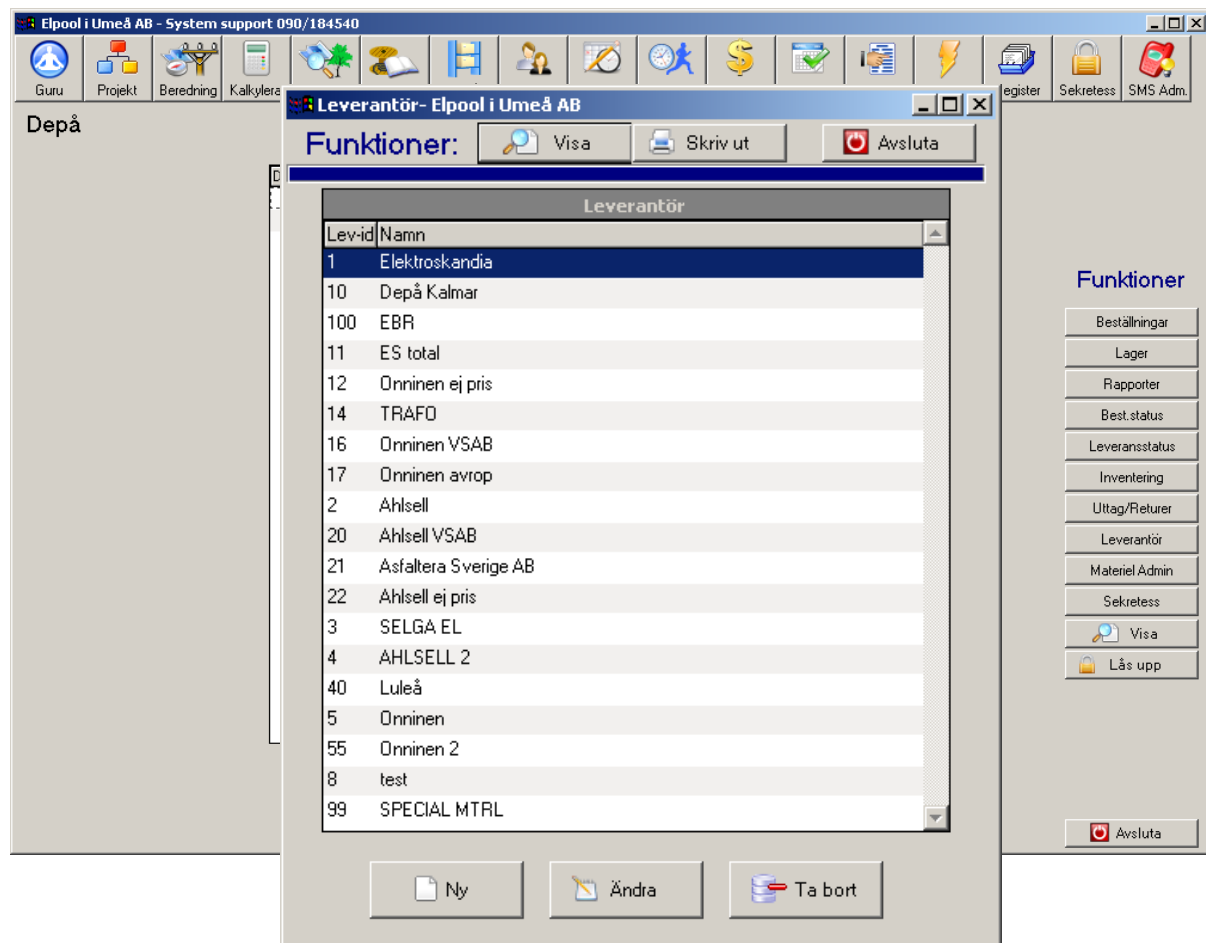 Elpool i Umeå AB - System support 090/184540
Guru Projekt Beredning Kalkylera egister Sekretess SMS Adm.
Depå
Leverantör- Elpool i Umeå AB
Funktioner: Visa Skriv ut Avsluta
Leverantör
Lev-id Namn
1 Elektroskandia
10 Depå Kalmar
100 EBR
11 ES total
12 Onninen ej pris
14 TRAFO
16 Onninen VSAB
17 Onninen avrop
2 Ahlsell
20 Ahlsell VSAB
21 Asfaltera Sverige AB
22 Ahlsell ej pris
3 SELGA EL
4 AHLSELL 2
40 Luleå
5 Onninen
55 Onninen 2
8 test
99 SPECIAL MTRL
Ny Ändra Ta bort
Funktioner
Beställningar
Lager
Rapporter
Best.status
Leveransstatus
Inventering
Uttag/Returer
Leverantör
Materiel Admin
Sekretess
Visa
Lås upp
Avsluta